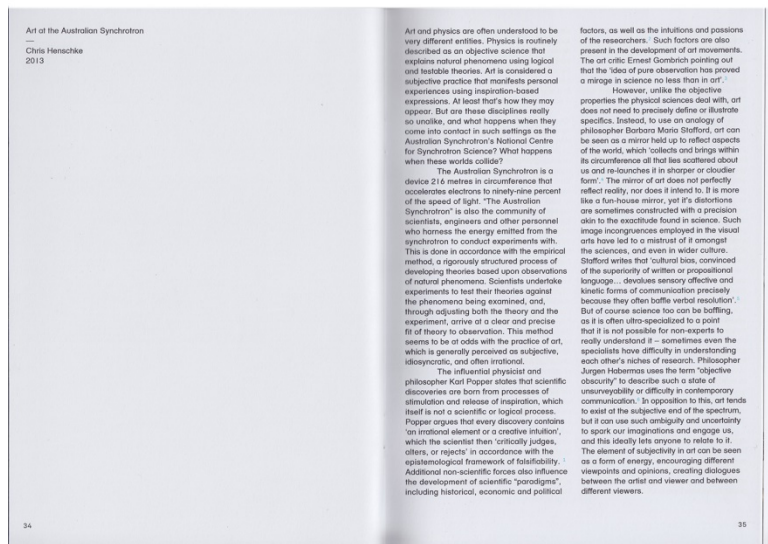 Art at the Australian Synchrotron
—
Chris Henschke
2013
34
Art and physics are often understood to be
very different entities. Physics is routinely
described as an objective science that
explains natural phenomena using logical
and testable theories. Art is considered a
subjective practice that manifests personal
experiences using inspiration-based
expressions. At least that's how they may
appear. But are these disciplines really
so unalike, and what happens when they
come into contact in such settings as the
Australian Synchrotron's National Centre
for Synchrotron Science? What happens
when these worlds collide?
The Australian Synchrotron is a
device 216 metres in circumference that
accelerates electrons to ninety-nine percent
of the speed of light. "The Australian
Synchrotron" is also the community of
scientists, engineers and other personnel
who harness the energy emitted from the
synchrotron to conduct experiments with.
This is done in accordance with the empirical
method, a rigorously structured process of
developing theories based upon observations
of natural phenomena. Scientists undertake
experiments to test their theories against
the phenomena being examined, and,
through adjusting both the theory and the
experiment, arrive at a clear and precise
fit of theory to observation. This method
seems to be at odds with the practice of art,
which is generally perceived as subjective,
idiosyncratic, and often irrational.
The influential physicist and
philosopher Karl Popper states that scientific
discoveries are born from processes of
stimulation and release of inspiration, which
itself is not a scientific or logical process.
Popper argues that every discovery contains
'an irrational element or a creative intuition',
which the scientist then 'critically judges,
alters, or rejects' in accordance with the
epistemological framework of falsifiability.
Additional non-scientific forces also influence
the development of scientific "paradigms",
including historical, economic and political
factors, as well as the intuitions and passions
of the researchers. Such factors are also
present in the development of art movements.
The art critic Ernest Gombrich pointing out
that the 'idea of pure observation has proved
a mirage in science no less than in art'.
However, unlike the objective
properties the physical sciences deal with, art
does not need to precisely define or illustrate
specifics. Instead, to use an analogy of
philosopher Barbara Maria Stafford, art can
be seen as a mirror held up to reflect aspects
of the world, which 'collects and brings within
its circumference all that lies scattered about
us and re-launches it in sharper or cloudier
form'. The mirror of art does not perfectly
reflect reality, nor does it intend to. It is more
like a fun-house mirror, yet it's distortions
are sometimes constructed with a precision
akin to the exactitude found in science. Such
image incongruences employed in the visual
arts have led to a mistrust of it amongst
the sciences, and even in wider culture.
Stafford writes that 'cultural bias, convinced
of the superiority of written or propositional
language... devalues sensory affective and
kinetic forms of communication precisely
because they often baffle verbal resolution'.
But of course science too can be baffling,
as it is often ultra-specialized to a point
that it is not possible for non-experts to
really understand it – sometimes even the
specialists have difficulty in understanding
each other's niches of research. Philosopher
Jurgen Habermas uses the term "objective
obscurity" to describe such a state of
unsurveyability or difficulty in contemporary
communication. In opposition to this, art tends
to exist at the subjective end of the spectrum,
but it can use such ambiguity and uncertainty
to spark our imaginations and engage us,
and this ideally lets anyone to relate to it.
The element of subjectivity in art can be seen
as a form of energy, encouraging different
viewpoints and opinions, creating dialogues
between the artist and viewer and between
different viewers.
35